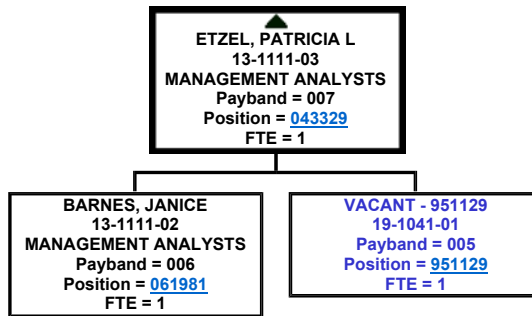 ETZEL, PATRICIA L
13-1111-03
MANAGEMENT ANALYSTS
Payband = 007
Position = 043329
FTE = 1
BARNES, JANICE
13-1111-02
MANAGEMENT ANALYSTS
Payband = 006
Position = 061981
FTE = 1
VACANT - 951129
19-1041-01
Payband = 005
Position = 951129
FTE = 1